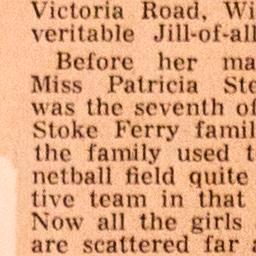 Victoria Road, Wi
veritable Jill-of-all
Before her ma
Miss Patricia Ste
was the seventh of
Stoke Ferry famil
the family used t
netball field quite
tive team in that
Now all the girls
are scattered far a